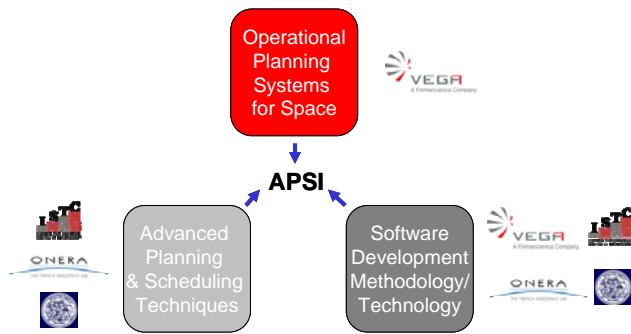 Operational
Planning
Systems
for Space
VEGA
A Finmeccanica Company
APSI
ISTC
ONERA
THE FRENCH AEROSPACE LAB
Advanced
Planning
& Scheduling
Techniques
Software
Development
Methodology/
Technology
VEGA
A Finmeccanica Company
ISTC
ONERA
THE FRENCH AEROSPACE LAB